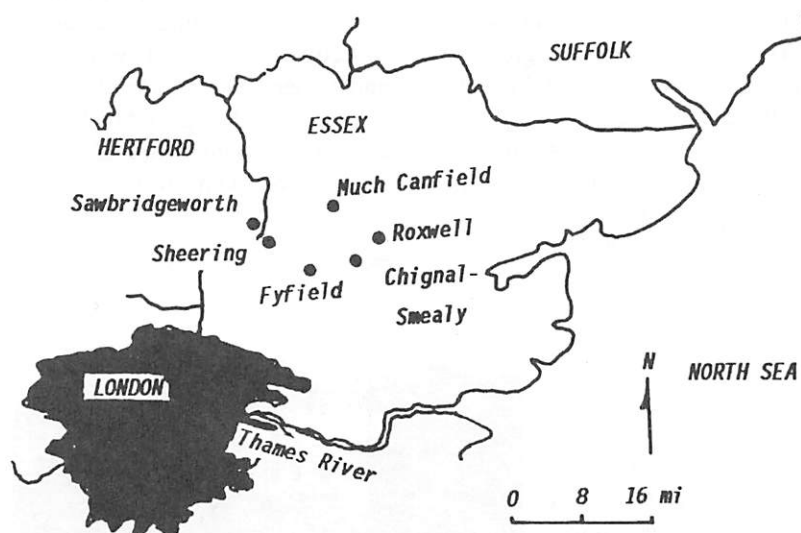 SUFFOLK
ESSEX
HERTFORD
Much Canfield
Sawbridgeworth
Roxwell
Sheering
Chignal-
Smealy
Fyfield
N
NORTH SEA
LONDON
Thames River
0 8 16 mi